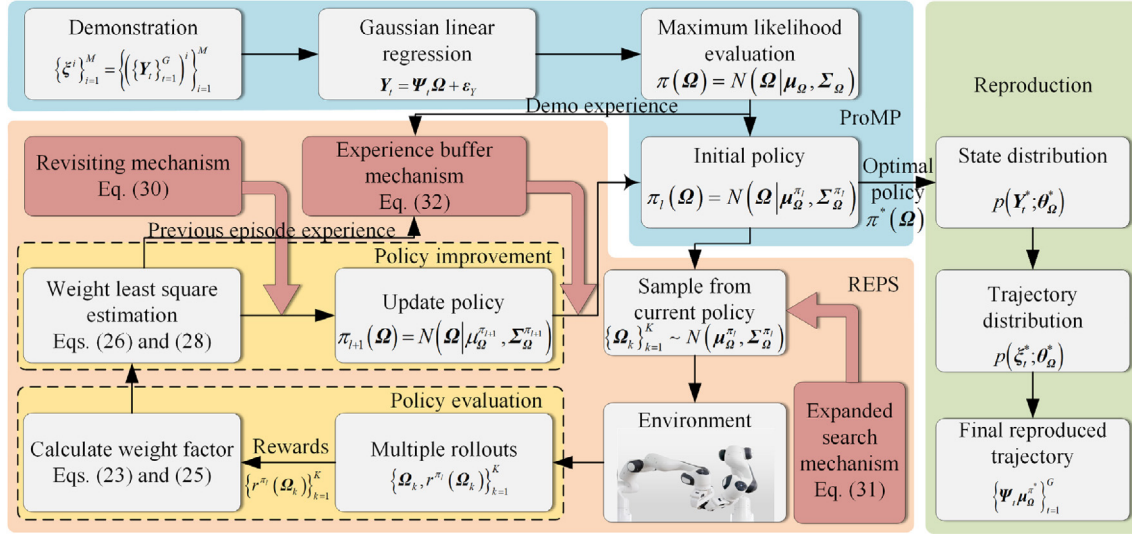 Demonstration
{ξ^i}_{i=1}^M = {({Y_t}_{t=1}^G)^i}_{i=1}^M
Gaussian linear
regression
Y_t = Ψ_t Ω + ε_Y
Maximum likelihood
evaluation
π(Ω) = N(Ω|μ_Ω, Σ_Ω)
Demo experience
ProMP
Reproduction
Revisiting mechanism
Eq. (30)
Experience buffer
mechanism
Eq. (32)
Initial policy
π_l(Ω) = N(Ω|μ_Ω^{π_l}, Σ_Ω^{π_l})
Optimal
policy
π^*(Ω)
State distribution
p(Y_t^*; θ_Ω^*)
Previous episode experience
Policy improvement
Weight least square
estimation
Eqs. (26) and (28)
Update policy
π_{l+1}(Ω) = N(Ω|μ_Ω^{π_{l+1}}, Σ_Ω^{π_{l+1}})
REPS
Sample from
current policy
{Ω_k}_{k=1}^K ~ N(μ_Ω^{π_l}, Σ_Ω^{π_l})
Trajectory
distribution
p(ξ_t^*; θ_Ω^*)
Policy evaluation
Calculate weight factor
Eqs. (23) and (25)
Rewards
{r^{π_l}(Ω_k)}_{k=1}^K
Multiple rollouts
{Ω_k, r^{π_l}(Ω_k)}_{k=1}^K
Environment
Expanded
search
mechanism
Eq. (31)
Final reproduced
trajectory
{Ψ_t μ_Ω^{π^*}}_{t=1}^G